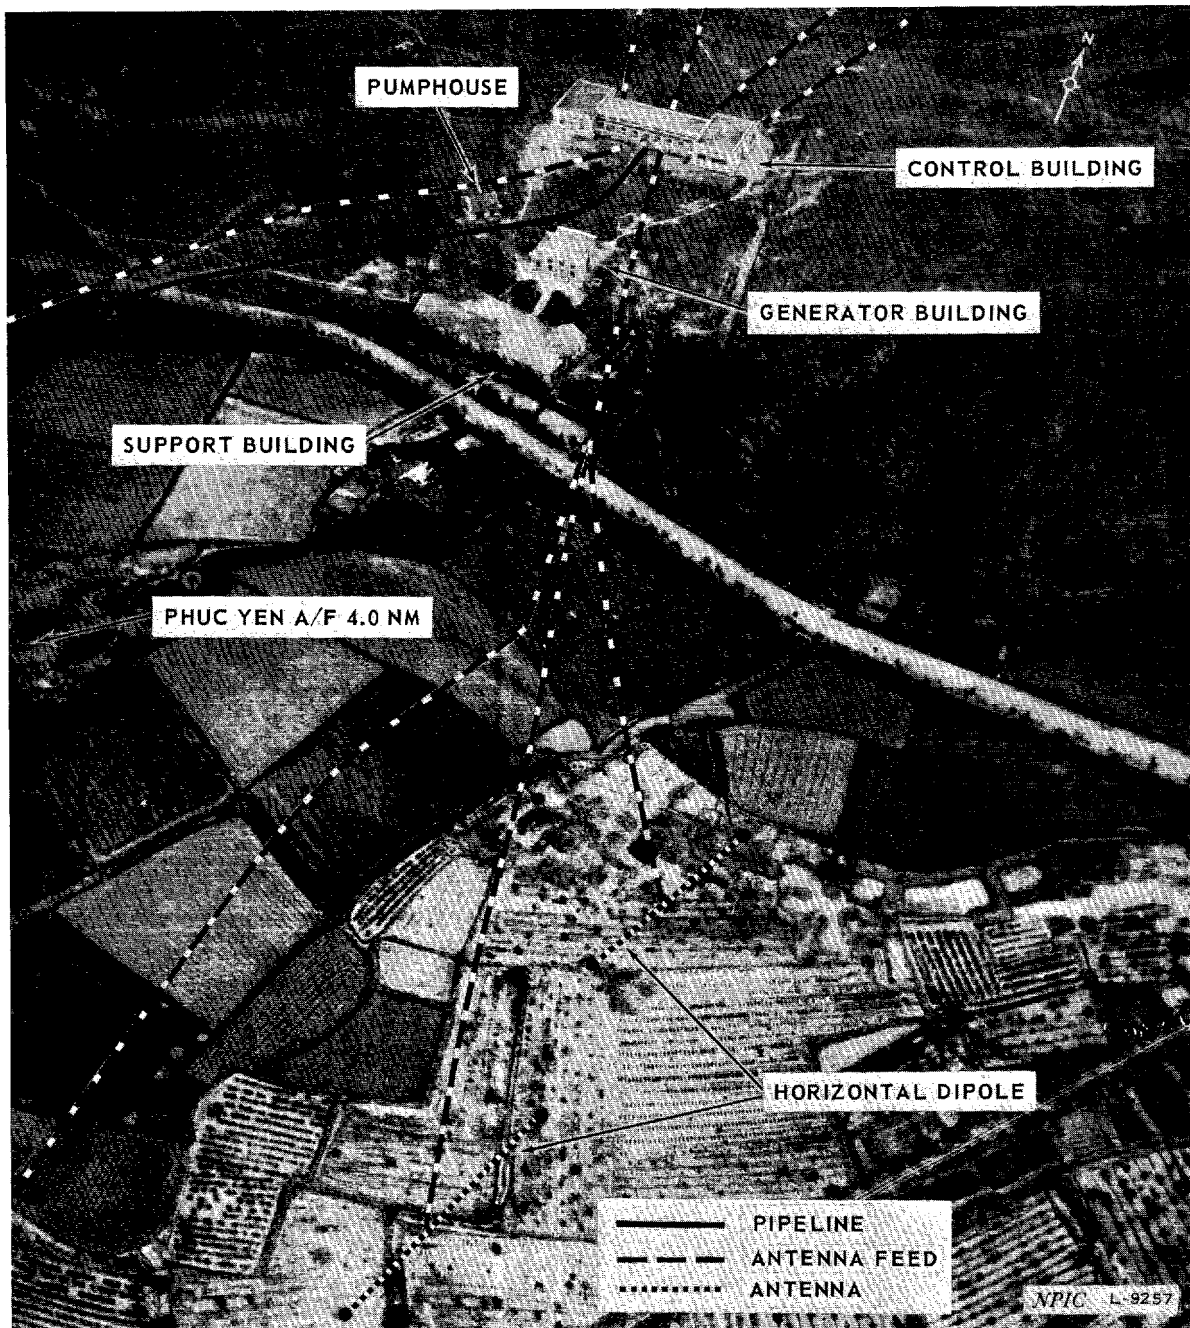 N
PUMPHOUSE
CONTROL BUILDING
GENERATOR BUILDING
SUPPORT BUILDING
PHUC YEN A/F 4.0 NM
HORIZONTAL DIPOLE
PIPELINE
ANTENNA FEED
ANTENNA
NPIC L-9257